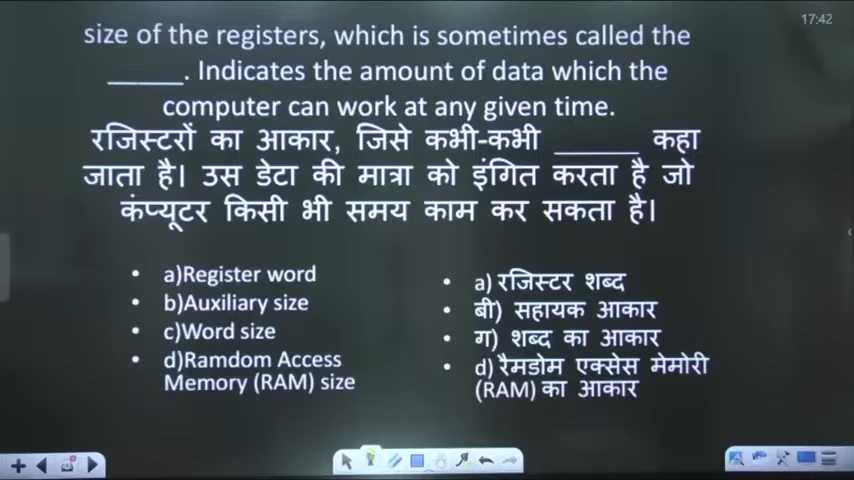 17:42
size of the registers, which is sometimes called the
______. Indicates the amount of data which the
computer can work at any given time.
रजिस्टरों का आकार, जिसे कभी-कभी ______ कहा
जाता है। उस डेटा की मात्रा को इंगित करता है जो
कंप्यूटर किसी भी समय काम कर सकता है।
• a)Register word
• b)Auxiliary size
• c)Word size
• d)Ramdom Access
Memory (RAM) size
• a) रजिस्टर शब्द
• बी) सहायक आकार
• ग) शब्द का आकार
• d) रैमडोम एक्सेस मेमोरी
(RAM) का आकार